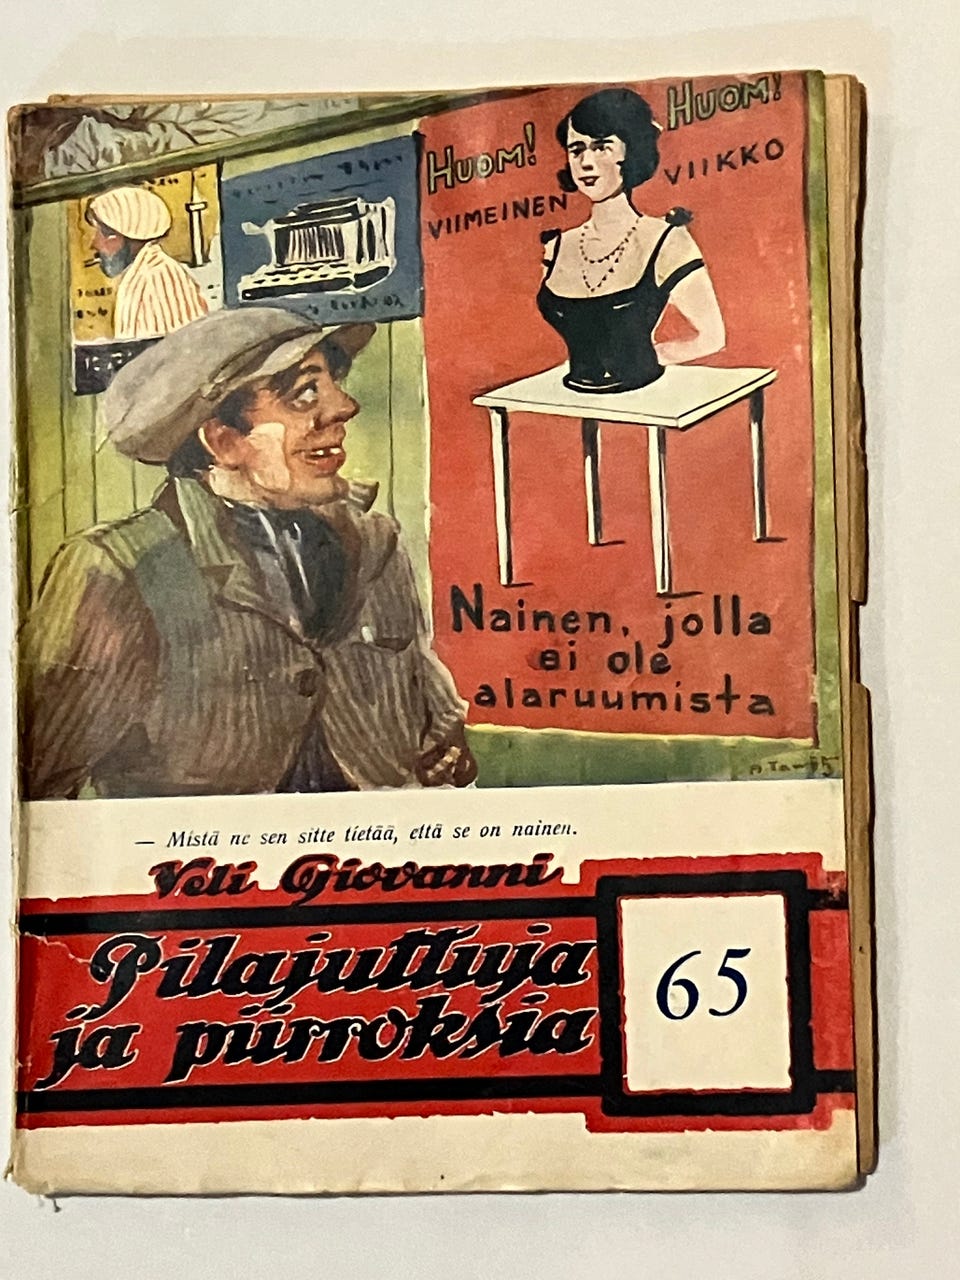 HUOM!
HUOM!
VIIMEINEN
VIIKKO
Nainen, jolla
ei ole
alaruumista
— Mistä ne sen sitte tietää, että se on nainen.
Veli Giovanni
Pilajuttuja
ja piirroksia
65